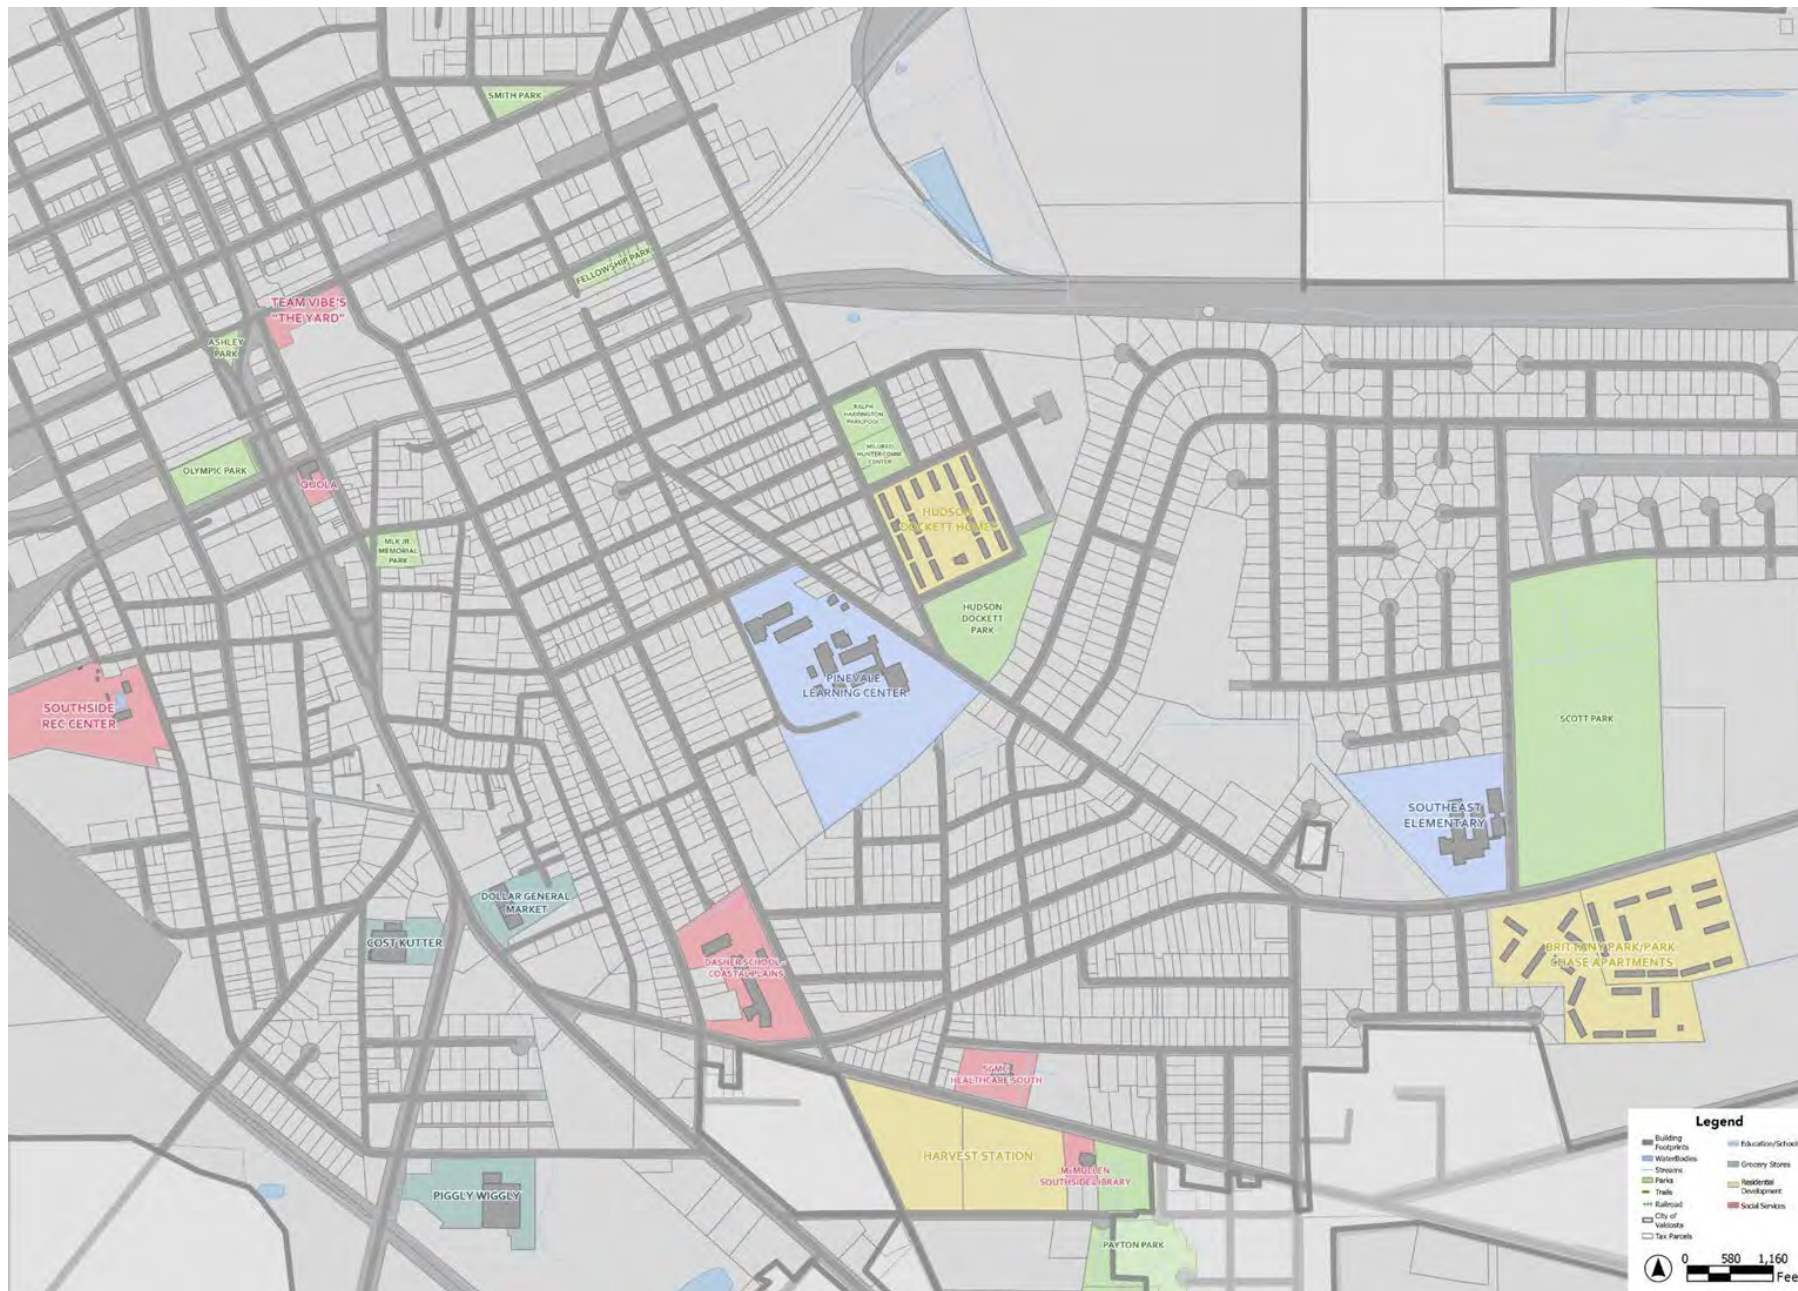 SMITH PARK
FELLOWSHIP PARK
TEAM VIBE'S
"THE YARD"
ASHLEY
PARK
RALPH
HARRINGTON
PARK/POOL
MILDRED
HUNTER COMM
CENTER
OLYMPIC PARK
QUOLA
HUDSON
DOCKETT HOMES
MLK JR
MEMORIAL
PARK
HUDSON
DOCKETT
PARK
PINEVALE
LEARNING CENTER
SOUTHSIDE
REC CENTER
SCOTT PARK
SOUTHEAST
ELEMENTARY
DOLLAR GENERAL
MARKET
COST KUTTER
DASHER SCHOOL -
COASTAL PLAINS
BRITTANY PARK/PARK
CHASE APARTMENTS
SGMC
HEALTHCARE SOUTH
HARVEST STATION
MCMULLEN
SOUTHSIDE LIBRARY
PIGGLY WIGGLY
PAYTON PARK
Legend
Building
Footprints
WaterBodies
Streams
Parks
Trails
Railroad
City of
Valdosta
Tax Parcels
Education/School
Grocery Stores
Residential
Development
Social Services
0 580 1,160
Fee